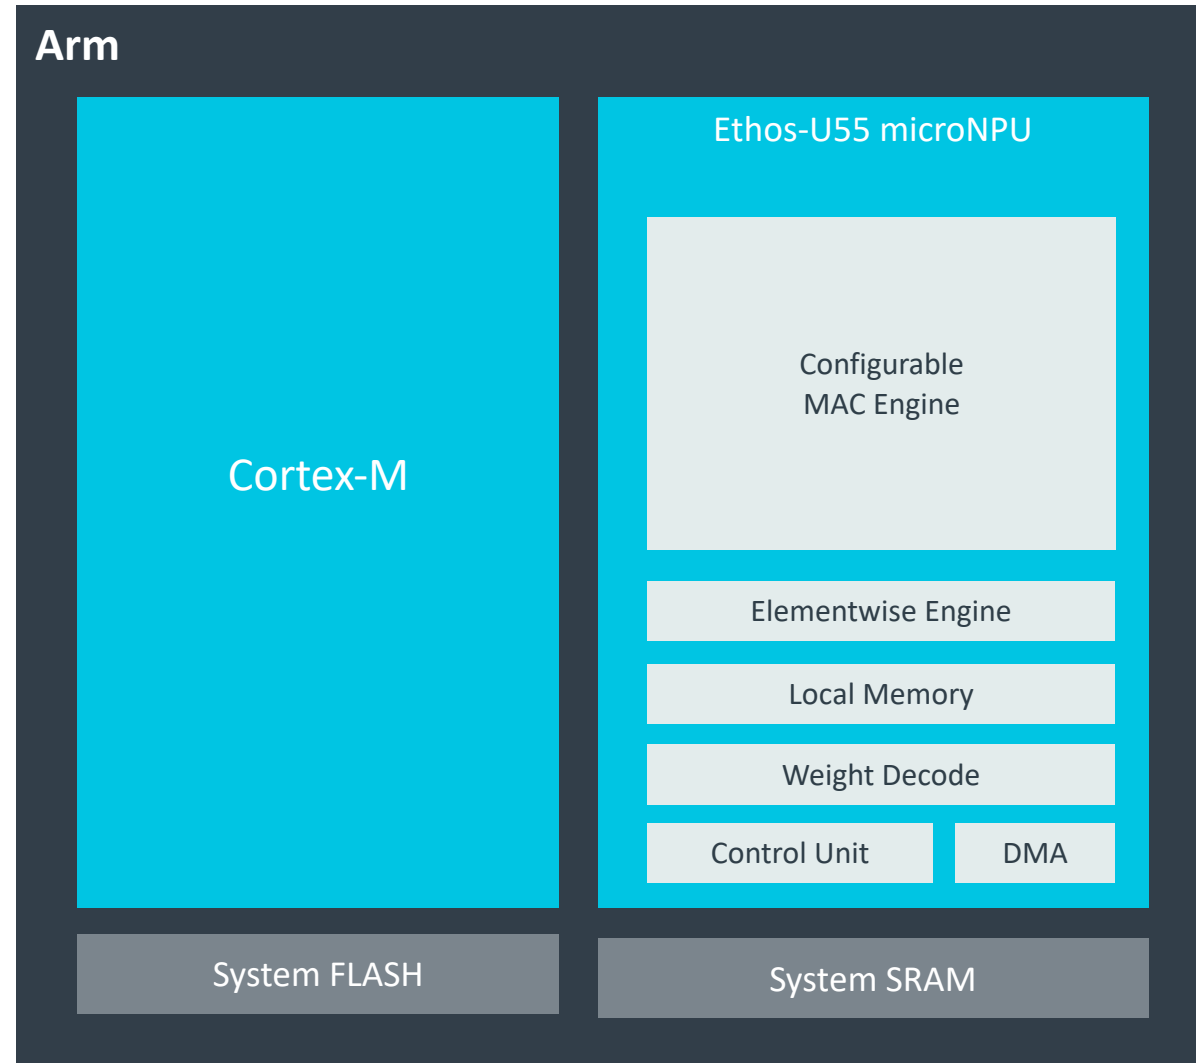 Arm
Cortex-M
Ethos-U55 microNPU
Configurable
MAC Engine
Elementwise Engine
Local Memory
Weight Decode
Control Unit
DMA
System FLASH
System SRAM